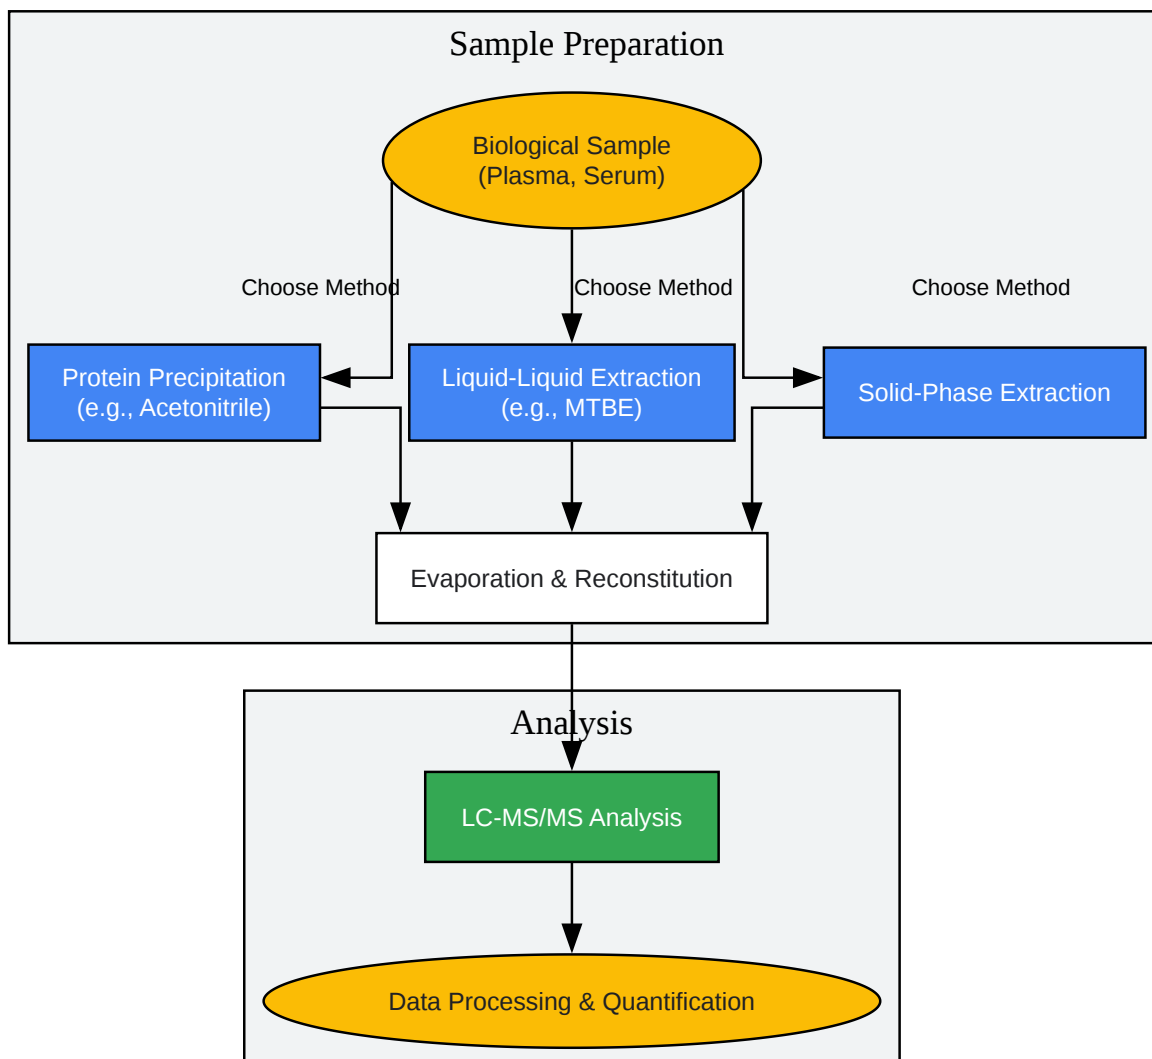 Sample Preparation
Biological Sample
(Plasma, Serum)
Choose Method
Choose Method
Choose Method
Protein Precipitation
(e.g., Acetonitrile)
Liquid-Liquid Extraction
(e.g., MTBE)
Solid-Phase Extraction
Evaporation & Reconstitution
Analysis
LC-MS/MS Analysis
Data Processing & Quantification